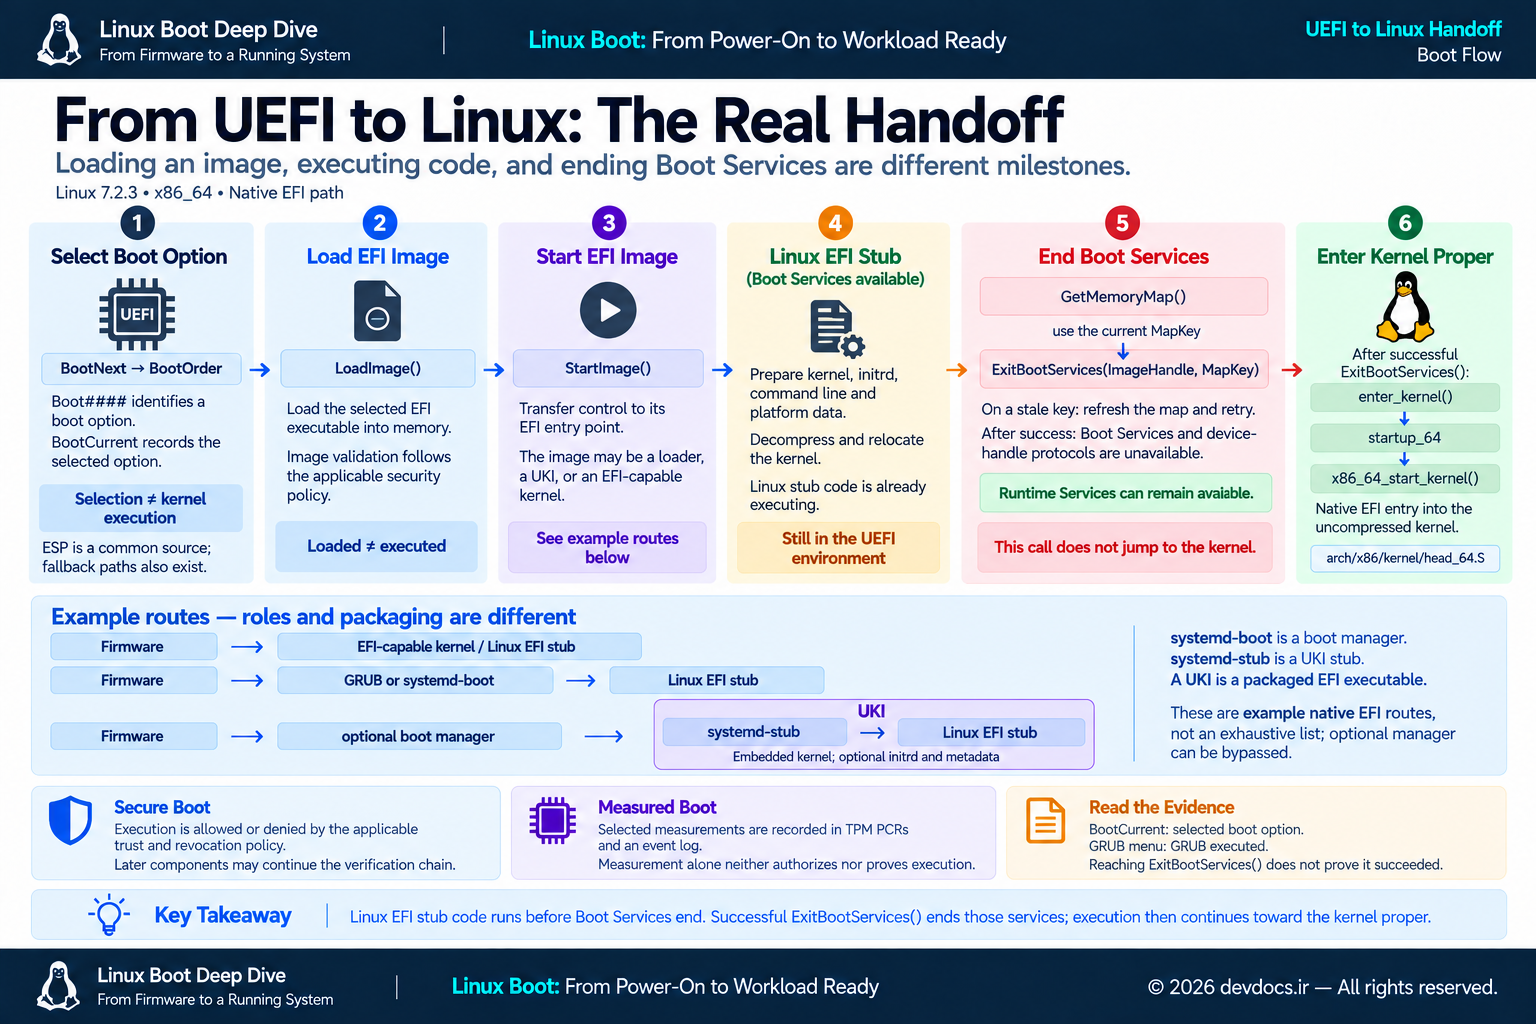 Linux Boot Deep Dive
From Firmware to a Running System
Linux Boot: From Power-On to Workload Ready
UEFI to Linux Handoff
Boot Flow
From UEFI to Linux: The Real Handoff
Loading an image, executing code, and ending Boot Services are different milestones.
Linux 7.2.3 • x86_64 • Native EFI path
1
Select Boot Option
UEFI
BootNext → BootOrder
Boot#### identifies a
boot option.
BootCurrent records the
selected option.
Selection ≠ kernel
execution
ESP is a common source;
fallback paths also exist.
2
Load EFI Image
LoadImage()
Load the selected EFI
executable into memory.
Image validation follows
the applicable security
policy.
Loaded ≠ executed
3
Start EFI Image
StartImage()
Transfer control to its
EFI entry point.
The image may be a loader,
a UKI, or an EFI-capable
kernel.
See example routes
below
4
Linux EFI Stub
(Boot Services available)
Prepare kernel, initrd,
command line and
platform data.
Decompress and relocate
the kernel.
Linux stub code is already
executing.
Still in the UEFI
environment
5
End Boot Services
GetMemoryMap()
use the current MapKey
ExitBootServices(ImageHandle, MapKey)
On a stale key: refresh the map and retry.
After success: Boot Services and device-
handle protocols are unavailable.
Runtime Services can remain avaiable.
This call does not jump to the kernel.
6
Enter Kernel Proper
After successful
ExitBootServices():
enter_kernel()
startup_64
x86_64_start_kernel()
Native EFI entry into the
uncompressed kernel.
arch/x86/kernel/head_64.S
Example routes — roles and packaging are different
Firmware
EFI-capable kernel / Linux EFI stub
Firmware
GRUB or systemd-boot
Linux EFI stub
Firmware
optional boot manager
UKI
systemd-stub
Linux EFI stub
Embedded kernel; optional initrd and metadata
systemd-boot is a boot manager.
systemd-stub is a UKI stub.
A UKI is a packaged EFI executable.
These are example native EFI routes,
not an exhaustive list; optional manager
can be bypassed.
Secure Boot
Execution is allowed or denied by the applicable
trust and revocation policy.
Later components may continue the verification chain.
Measured Boot
Selected measurements are recorded in TPM PCRs
and an event log.
Measurement alone neither authorizes nor proves execution.
Read the Evidence
BootCurrent: selected boot option.
GRUB menu: GRUB executed.
Reaching ExitBootServices() does not prove it succeeded.
Key Takeaway
Linux EFI stub code runs before Boot Services end. Successful ExitBootServices() ends those services; execution then continues toward the kernel proper.
Linux Boot Deep Dive
From Firmware to a Running System
Linux Boot: From Power-On to Workload Ready
© 2026 devdocs.ir — All rights reserved.